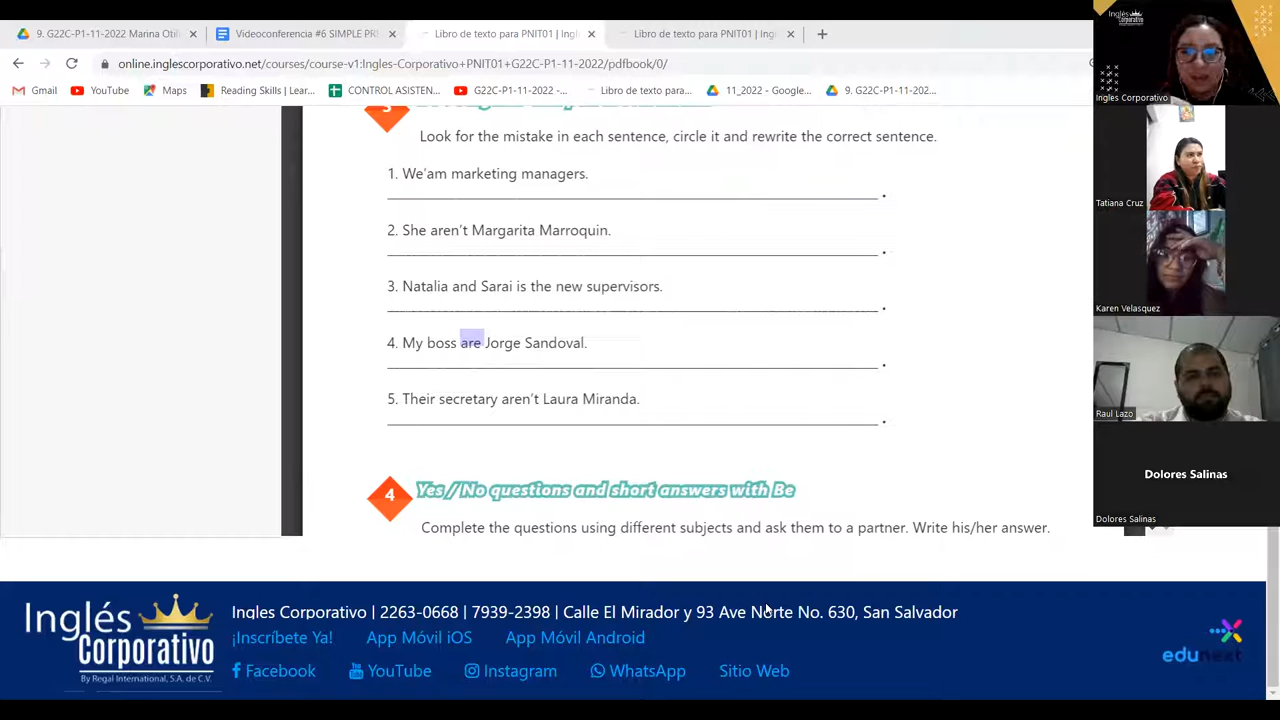 9. G22C-P1-11-2022 Marina Otil
Videoconferencia #6 SIMPLE PRE
Libro de texto para PNIT01 | Ingl
Libro de texto para PNIT01 | Ingl
online.inglescorporativo.net/courses/course-v1:Ingles-Corporativo+PNIT01+G22C-P1-11-2022/pdfbook/0/
Gmail
YouTube
Maps
Reading Skills | Lear...
CONTROL ASISTEN...
G22C-P1-11-2022 -...
Libro de texto para...
11_2022 - Google...
9. G22C-P1-11-202...
Look for the mistake in each sentence, circle it and rewrite the correct sentence.
1. We'am marketing managers.
2. She aren't Margarita Marroquin.
3. Natalia and Sarai is the new supervisors.
4. My boss are Jorge Sandoval.
5. Their secretary aren't Laura Miranda.
4 Yes / No questions and short answers with Be
Complete the questions using different subjects and ask them to a partner. Write his/her answer.
Inglés Corporativo
Ingles Corporativo
Tatiana Cruz
Karen Velasquez
Raul Lazo
Dolores Salinas
Dolores Salinas
Inglés Corporativo
By Regal International, S.A. de C.V.
Ingles Corporativo | 2263-0668 | 7939-2398 | Calle El Mirador y 93 Ave Norte No. 630, San Salvador
¡Inscríbete Ya!
App Móvil iOS
App Móvil Android
Facebook
YouTube
Instagram
WhatsApp
Sitio Web
edunext